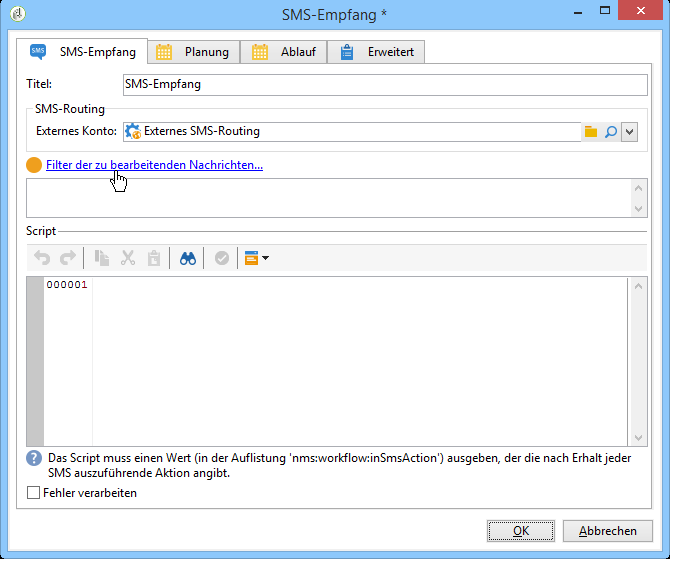 SMS-Empfang *
SMS SMS-Empfang Planung Ablauf Erweitert
Titel: SMS-Empfang
SMS-Routing
Externes Konto: Externes SMS-Routing
Filter der zu bearbeitenden Nachrichten...
Script
000001
Das Script muss einen Wert (in der Auflistung 'nms:workflow:inSmsAction') ausgeben, der die nach Erhalt jeder
SMS auszuführende Aktion angibt.
Fehler verarbeiten
OK Abbrechen